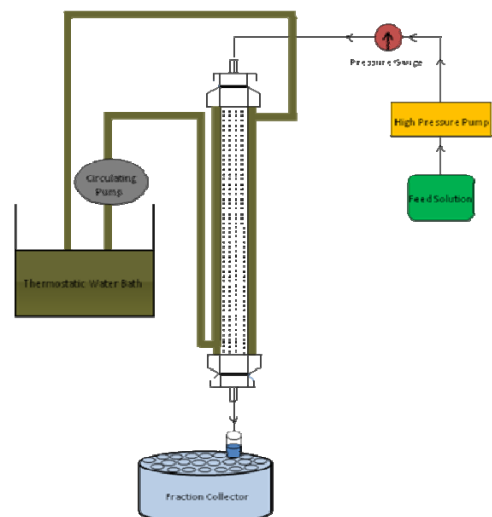 Pressure Gauge
High Pressure Pump
Circulating
Pump
Feed Solution
Thermostatic Water Bath
Fraction Collector